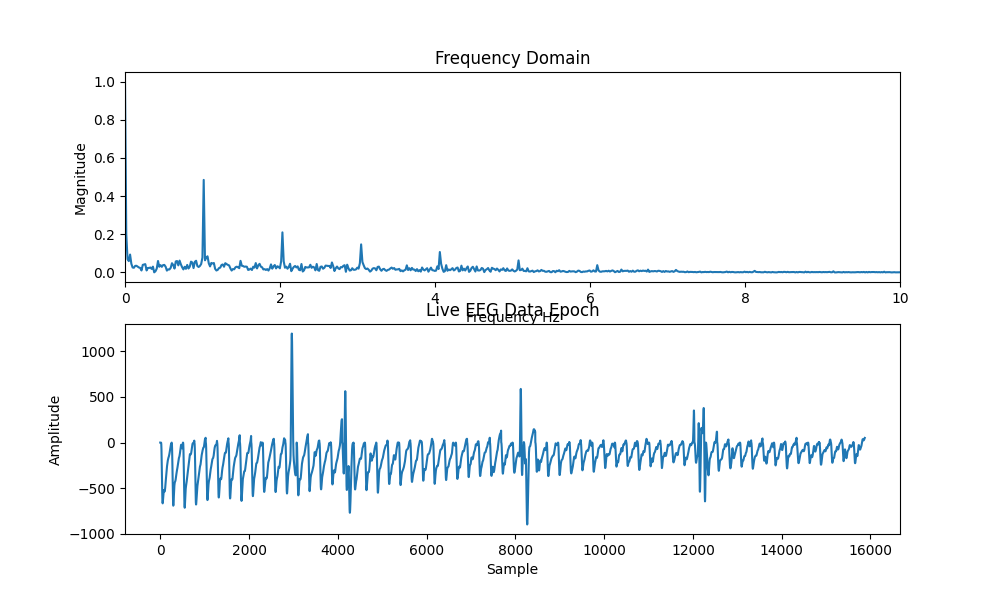 Frequency Domain
Magnitude
1.0
0.8
0.6
0.4
0.2
0.0
0 2 4 6 8 10
Frequency Hz
Live EEG Data Epoch
Amplitude
1000
500
0
−500
−1000
0 2000 4000 6000 8000 10000 12000 14000 16000
Sample